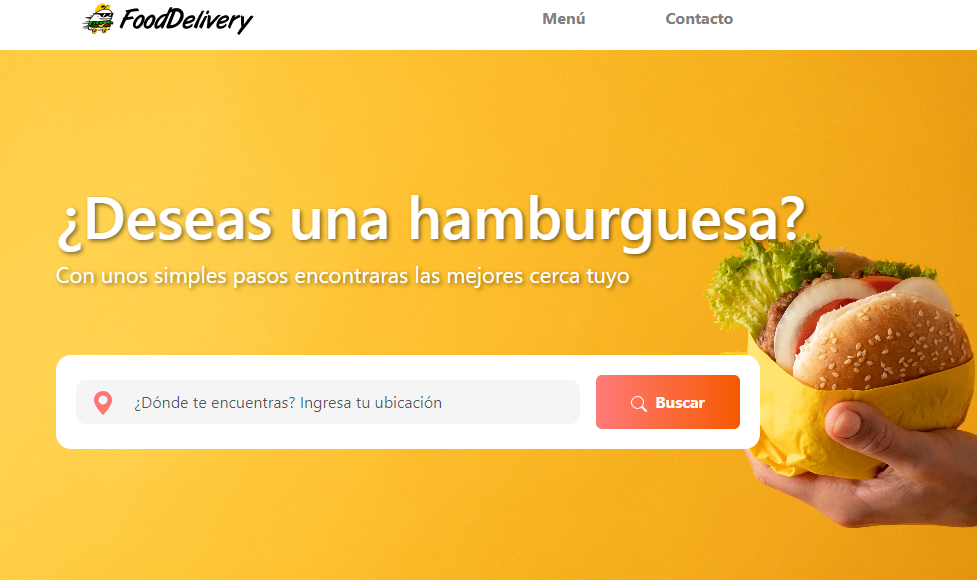 FoodDelivery
Menú
Contacto
¿Deseas una hamburguesa?
Con unos simples pasos encontraras las mejores cerca tuyo
¿Dónde te encuentras? Ingresa tu ubicación
Buscar